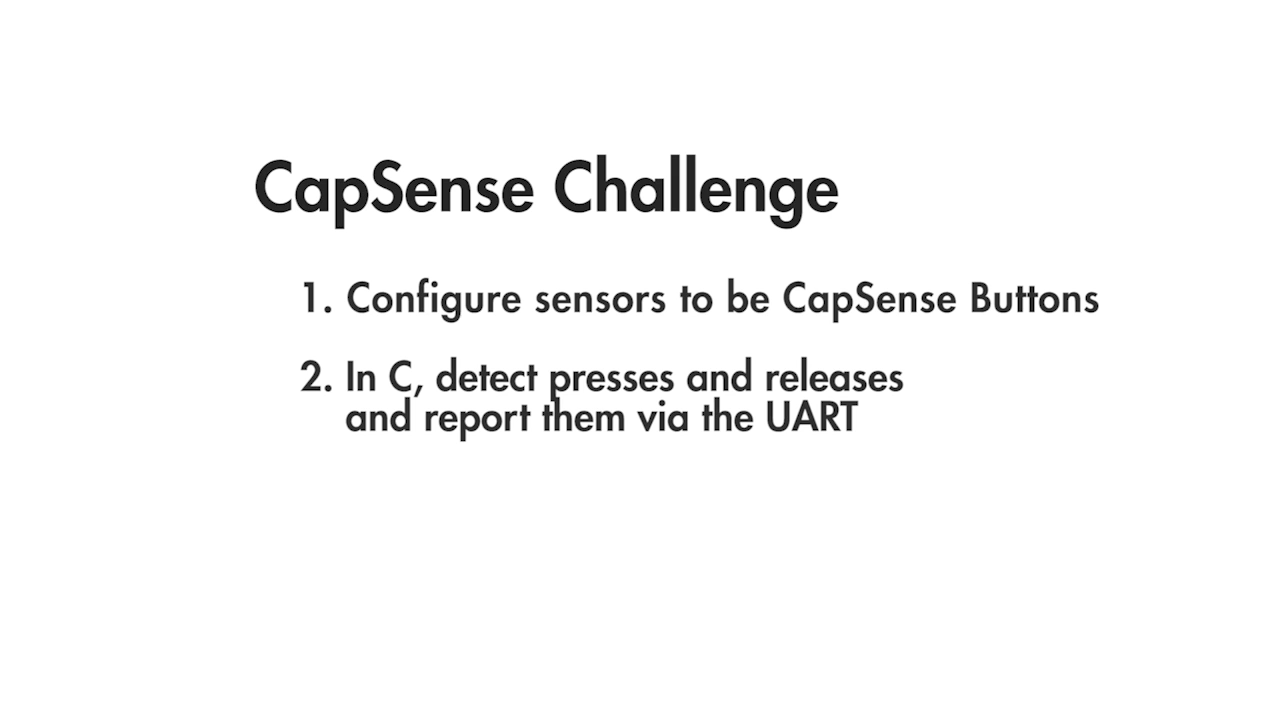 CapSense Challenge
1. Configure sensors to be CapSense Buttons
2. In C, detect presses and releases
and report them via the UART